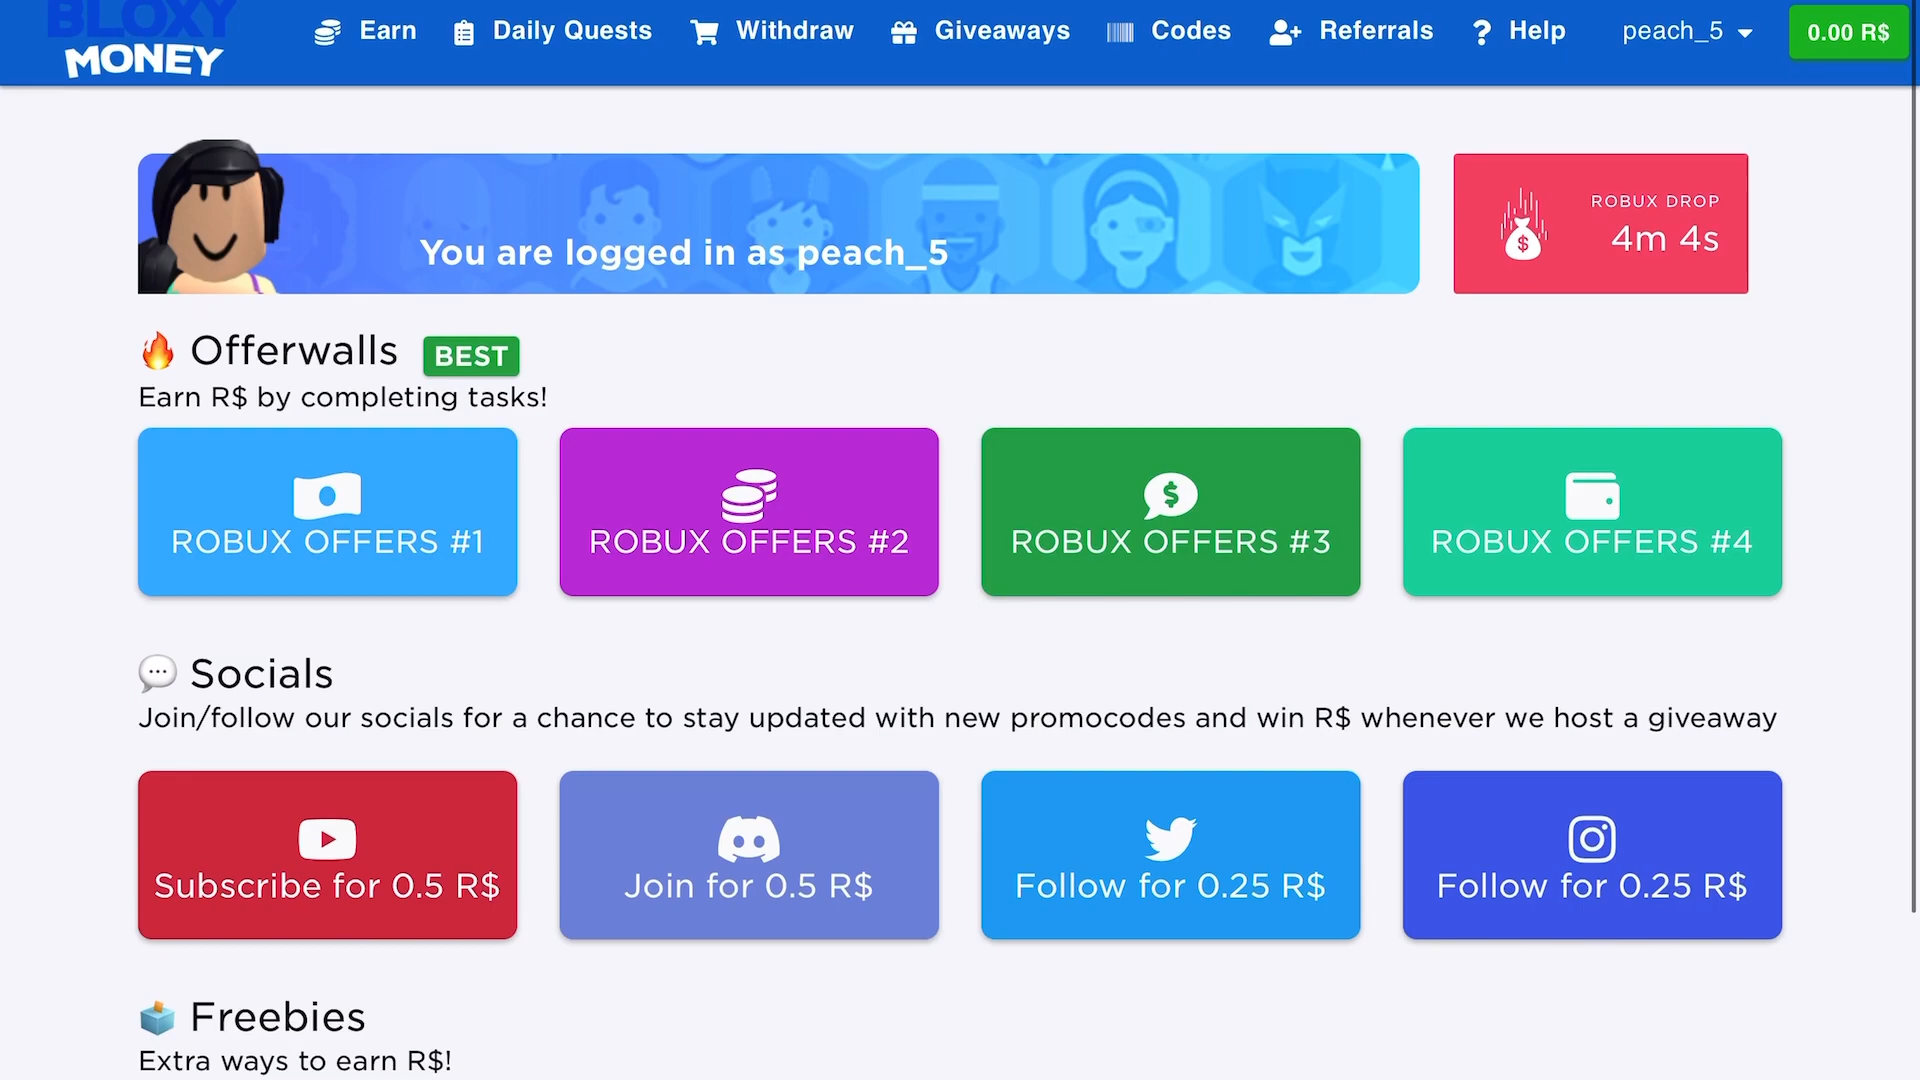 BLOXY
MONEY
Earn
Daily Quests
Withdraw
Giveaways
Codes
Referrals
Help
peach_5
0.00 R$
You are logged in as peach_5
ROBUX DROP
4m 4s
Offerwalls
BEST
Earn R$ by completing tasks!
ROBUX OFFERS #1
ROBUX OFFERS #2
ROBUX OFFERS #3
ROBUX OFFERS #4
Socials
Join/follow our socials for a chance to stay updated with new promocodes and win R$ whenever we host a giveaway
Subscribe for 0.5 R$
Join for 0.5 R$
Follow for 0.25 R$
Follow for 0.25 R$
Freebies
Extra ways to earn R$!